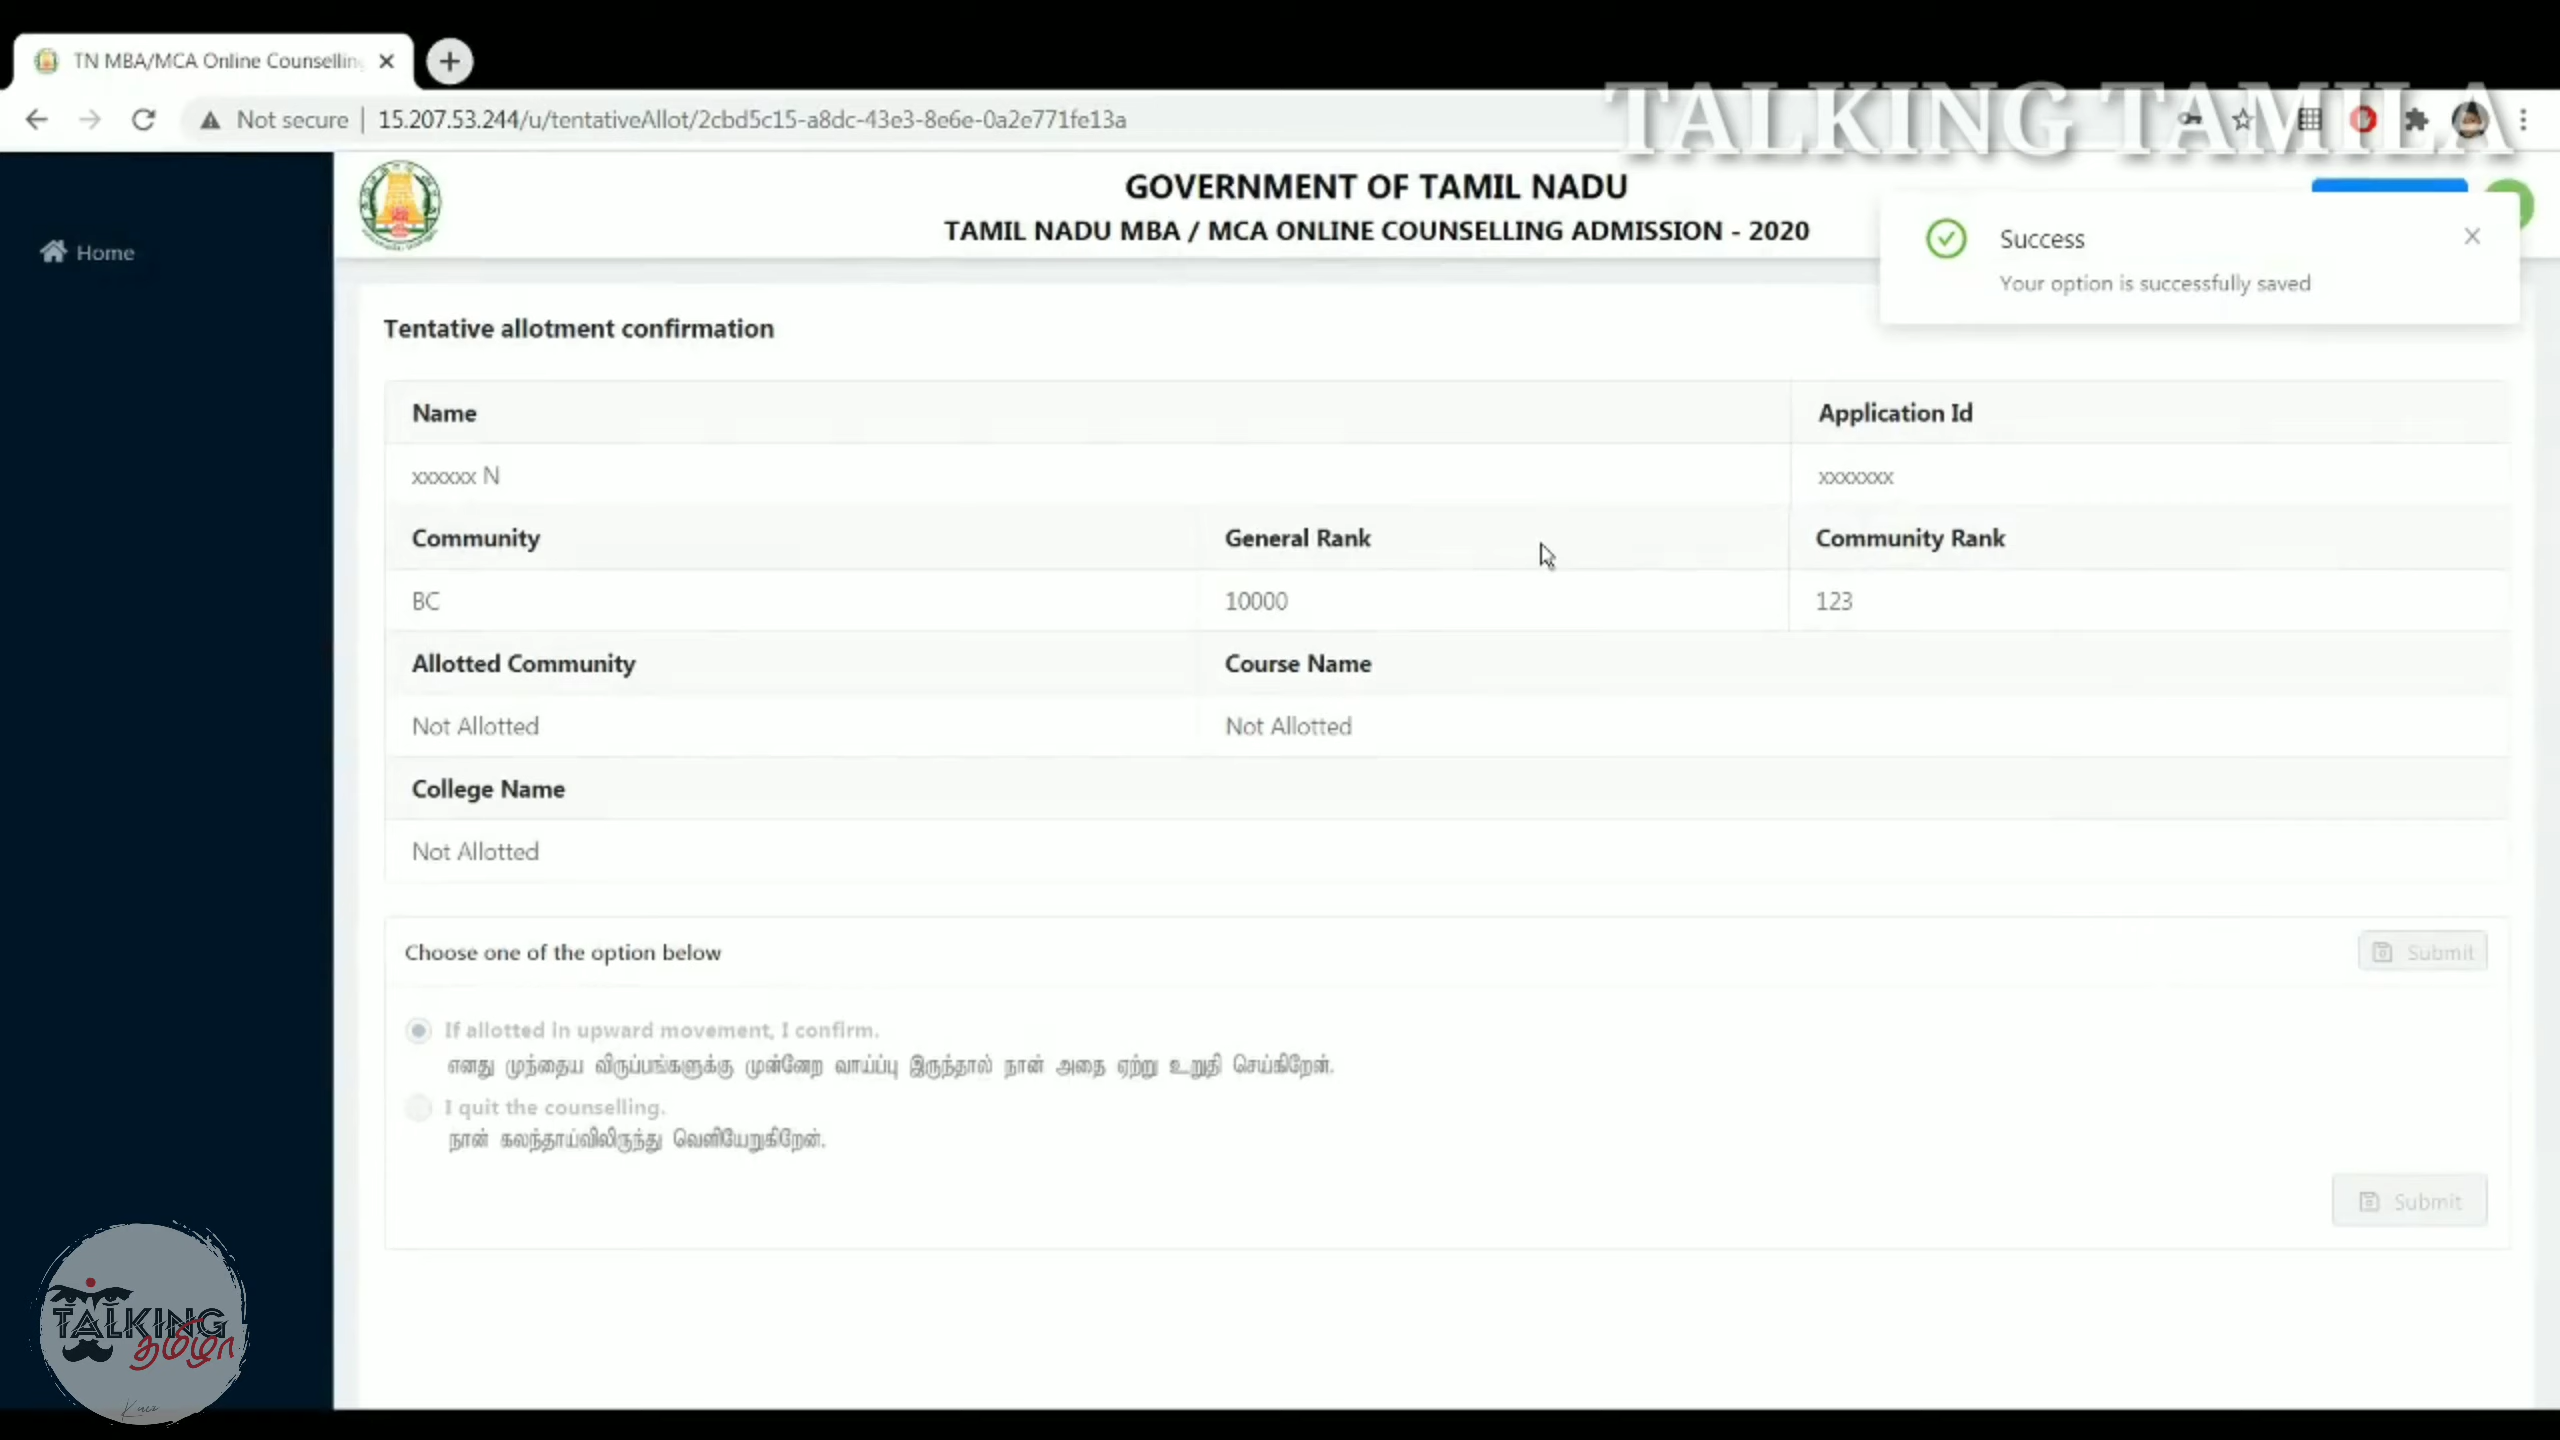 TN MBA/MCA Online Counselling
Not secure | 15.207.53.244/u/tentativeAllot/2cbd5c15-a8dc-43e3-8e6e-0a2e771fe13a
TALKING TAMILA
GOVERNMENT OF TAMIL NADU
TAMIL NADU MBA / MCA ONLINE COUNSELLING ADMISSION - 2020
Home
Success
Your option is successfully saved
Tentative allotment confirmation
Name Application Id
xxxxxx N xxxxxxx
Community General Rank Community Rank
BC 10000 123
Allotted Community Course Name
Not Allotted Not Allotted
College Name
Not Allotted
Choose one of the option below Submit
If allotted in upward movement, I confirm.
எனது முந்தைய விருப்பங்களுக்கு முன்னேற வாய்ப்பு இருந்தால் நான் அதை ஏற்று உறுதி செய்கிறேன்.
I quit the counselling.
நான் கலந்தாய்விலிருந்து வெளியேறுகிறேன்.
Submit
TALKING
தமிழா